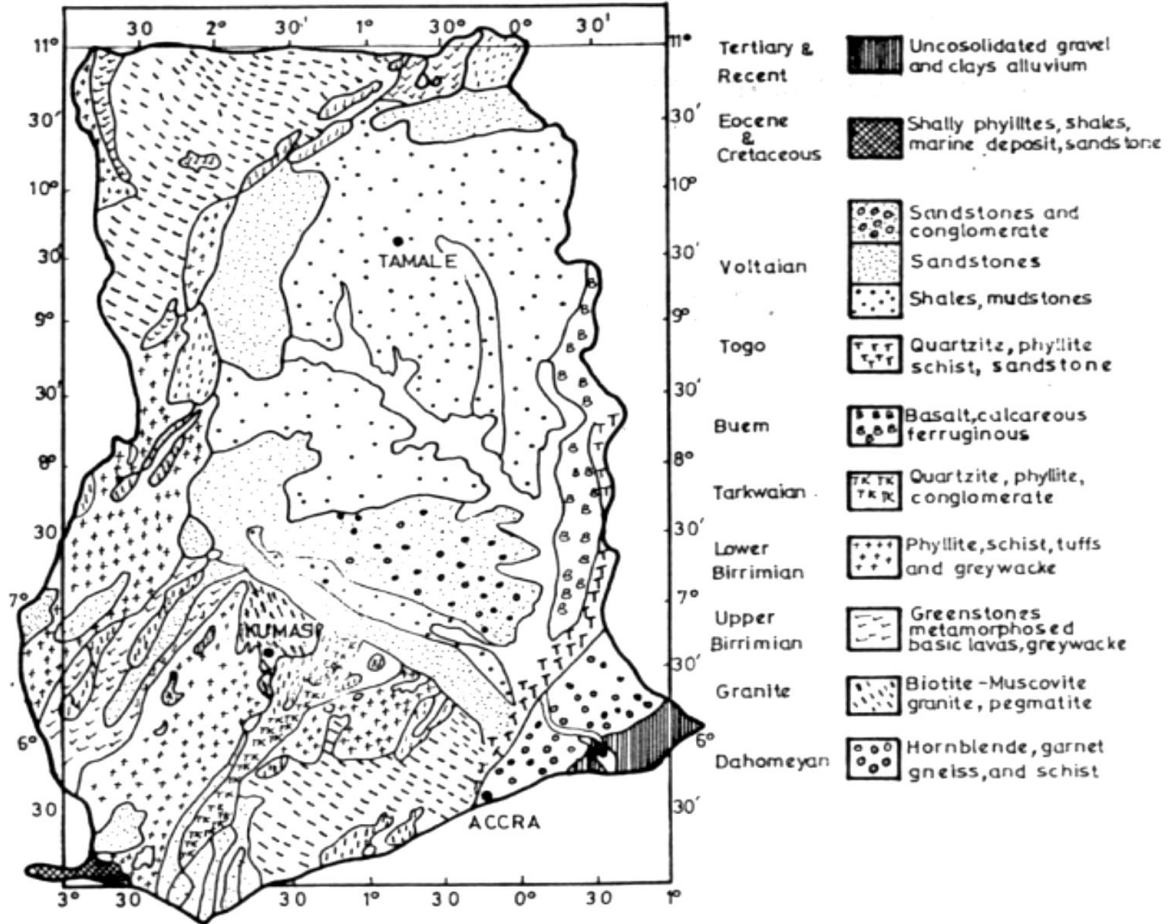 30 2° 30' 1° 30' 0° 30'
11° 11°
30' 30'
10° 10°
30' 30'
9° 9°
30' 30'
8° 8°
30 30'
7° 7°
30'
6° 6°
30 30'
3° 30 2° 30 1° 30 0° 30 1°
TAMALE
KUMASI
ACCRA
Tertiary &
Recent
Uncosolidated gravel
and clays alluvium
Eocene
&
Cretaceous
Shally phyilites, shales,
marine deposit, sandstone
Voltaian
Sandstones and
conglomerate
Sandstones
Shales, mudstones
Togo
Quartzite, phyllite
schist, sandstone
Buem
Basalt, calcareous
ferruginous
Tarkwaian
Quartzite, phyllite,
conglomerate
Lower
Birrimian
Phyllite, schist, tuffs
and greywacke
Upper
Birrimian
Greenstones
metamorphosed
basic lavas, greywacke
Granite
Biotite-Muscovite
granite, pegmatite
Dahomeyan
Hornblende, garnet
gneiss, and schist